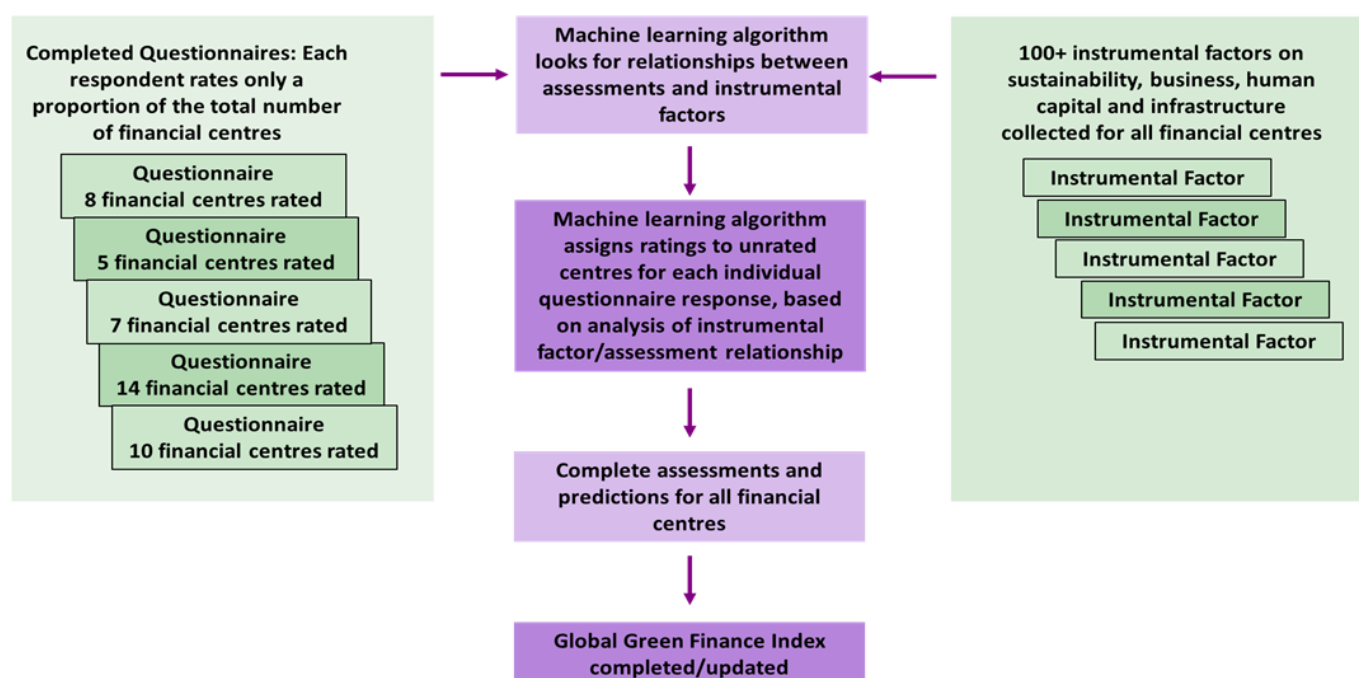 Completed Questionnaires: Each
respondent rates only a
proportion of the total number
of financial centres
Questionnaire
8 financial centres rated
Questionnaire
5 financial centres rated
Questionnaire
7 financial centres rated
Questionnaire
14 financial centres rated
Questionnaire
10 financial centres rated
Machine learning algorithm
looks for relationships between
assessments and instrumental
factors
Machine learning algorithm
assigns ratings to unrated
centres for each individual
questionnaire response, based
on analysis of instrumental
factor/assessment relationship
Complete assessments and
predictions for all financial
centres
Global Green Finance Index
completed/updated
100+ instrumental factors on
sustainability, business, human
capital and infrastructure
collected for all financial centres
Instrumental Factor
Instrumental Factor
Instrumental Factor
Instrumental Factor
Instrumental Factor